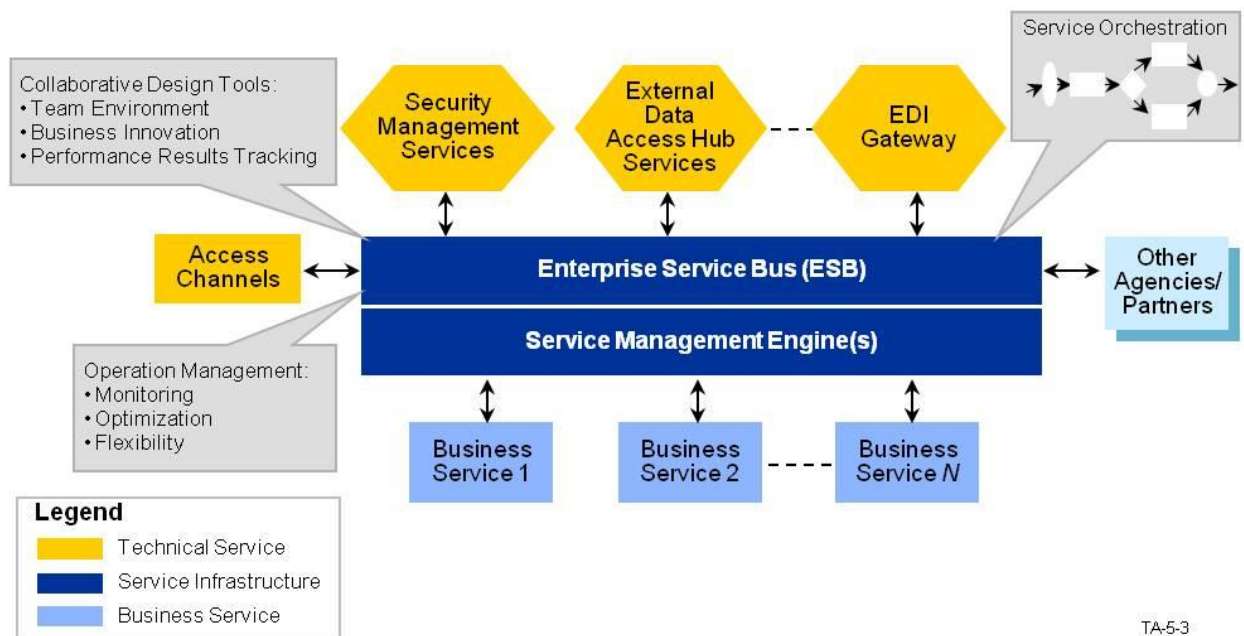 Service Orchestration
Collaborative Design Tools:
• Team Environment
• Business Innovation
• Performance Results Tracking
Security
Management
Services
External
Data
Access Hub
Services
EDI
Gateway
Access
Channels
Enterprise Service Bus (ESB)
Other
Agencies/
Partners
Service Management Engine(s)
Operation Management:
• Monitoring
• Optimization
• Flexibility
Business
Service 1
Business
Service 2
Business
Service N
Legend
Technical Service
Service Infrastructure
Business Service
TA-5-3